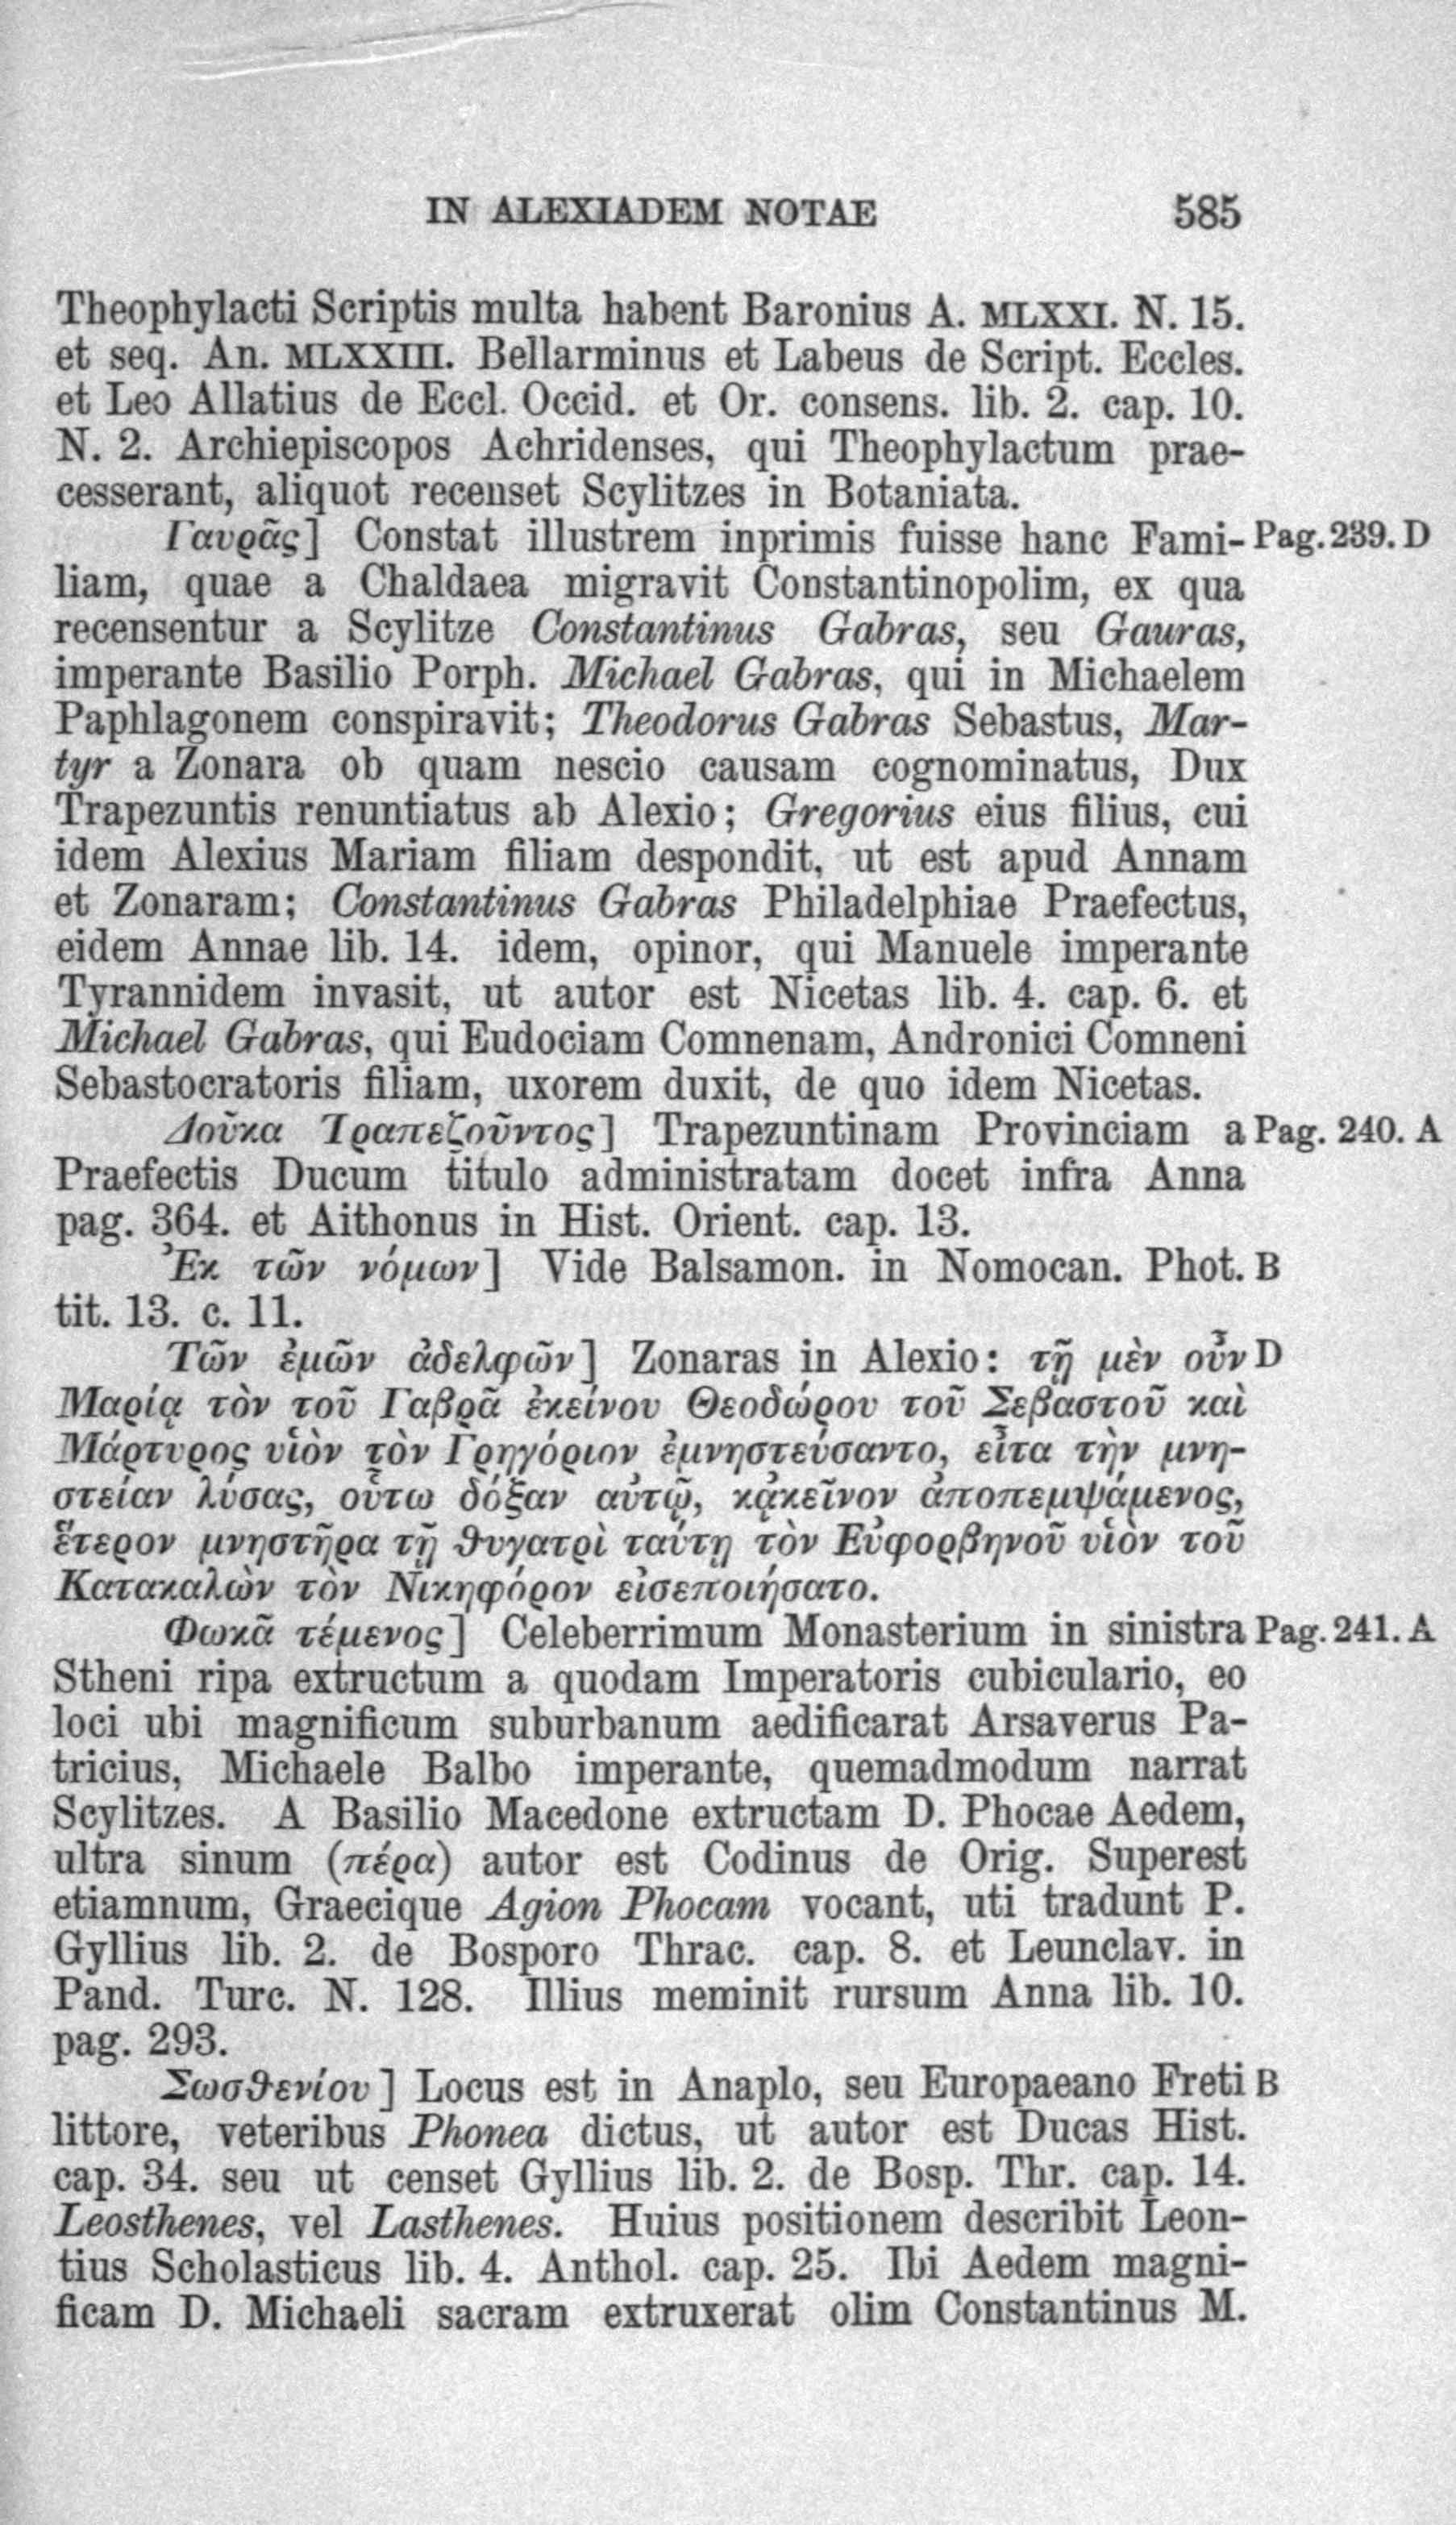 IN ALEXIADEM NOTAE 585
Theophylacti Scriptis multa habent Baronius A. MLXXI. N. 15.
et seq. An. MLXXIII. Bellarminus et Labeus de Script. Eccles.
et Leo Allatius de Eccl. Occid. et Or. consens. lib. 2. cap. 10.
N. 2. Archiepiscopos Achridenses, qui Theophylactum prae-
cesserant, aliquot recenset Scylitzes in Botaniata.
Γαυρᾶς] Constat illustrem inprimis fuisse hanc Fami- Pag. 239. D
liam, quae a Chaldaea migravit Constantinopolim, ex qua
recensentur a Scylitze Constantinus Gabras, seu Gauras,
imperante Basilio Porph. Michael Gabras, qui in Michaelem
Paphlagonem conspiravit; Theodorus Gabras Sebastus, Mar-
tyr a Zonara ob quam nescio causam cognominatus, Dux
Trapezuntis renuntiatus ab Alexio; Gregorius eius filius, cui
idem Alexius Mariam filiam despondit, ut est apud Annam
et Zonaram; Constantinus Gabras Philadelphiae Praefectus,
eidem Annae lib. 14. idem, opinor, qui Manuele imperante
Tyrannidem invasit, ut autor est Nicetas lib. 4. cap. 6. et
Michael Gabras, qui Eudociam Comnenam, Andronici Comneni
Sebastocratoris filiam, uxorem duxit, de quo idem Nicetas.
Δοῦκα Τραπεζοῦντος] Trapezuntinam Provinciam a Pag. 240. A
Praefectis Ducum titulo administratam docet infra Anna
pag. 364. et Aithonus in Hist. Orient. cap. 13.
Ἐκ τῶν νόμων] Vide Balsamon. in Nomocan. Phot. B
tit. 13. c. 11.
Τῶν ἐμῶν ἀδελφῶν] Zonaras in Alexio: τῇ μὲν οὖν D
Μαρίᾳ τὸν τοῦ Γαβρᾶ ἐκείνου Θεοδώρου τοῦ Σεβαστοῦ καὶ
Μάρτυρος υἱὸν τὸν Γρηγόριον ἐμνηστεύσαντο, εἶτα τὴν μνη-
στείαν λύσας, οὕτω δόξαν αὐτῷ, κᾀκεῖνον ἀποπεμψάμενος,
ἕτερον μνηστῆρα τῇ θυγατρὶ ταύτῃ τὸν Εὐφορβηνοῦ υἱὸν τοῦ
Κατακαλὼν τὸν Νικηφόρον εἰσεποιήσατο.
Φωκᾶ τέμενος] Celeberrimum Monasterium in sinistra Pag. 241. A
Stheni ripa extructum a quodam Imperatoris cubiculario, eo
loci ubi magnificum suburbanum aedificarat Arsaverus Pa-
tricius, Michaele Balbo imperante, quemadmodum narrat
Scylitzes. A Basilio Macedone extructam D. Phocae Aedem,
ultra sinum (πέρα) autor est Codinus de Orig. Superest
etiamnum, Graecique Agion Phocam vocant, uti tradunt P.
Gyllius lib. 2. de Bosporo Thrac. cap. 8. et Leunclav. in
Pand. Turc. N. 128. Illius meminit rursum Anna lib. 10.
pag. 293.
Σωσθενίου] Locus est in Anaplo, seu Europaeano Freti B
littore, veteribus Phonea dictus, ut autor est Ducas Hist.
cap. 34. seu ut censet Gyllius lib. 2. de Bosp. Thr. cap. 14.
Leosthenes, vel Lasthenes. Huius positionem describit Leon-
tius Scholasticus lib. 4. Anthol. cap. 25. Ibi Aedem magni-
ficam D. Michaeli sacram extruxerat olim Constantinus M.